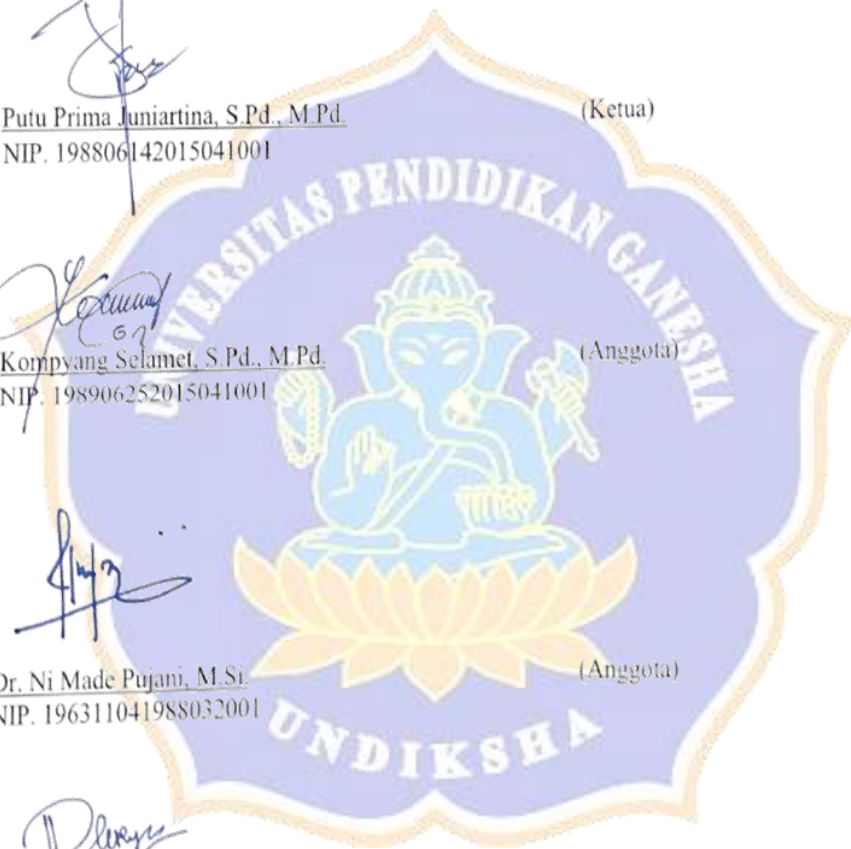 Putu Prima Juniartina, S.Pd., M.Pd.
(Ketua)
NIP. 198806142015041001
UNIVERSITAS PENDIDIKAN GANESHA
Kompyang Selamet, S.Pd., M.Pd.
(Anggota)
NIP. 198906252015041001
Dr. Ni Made Pujani, M.Si.
(Anggota)
NIP. 196311041988032001
UNDIKSHA